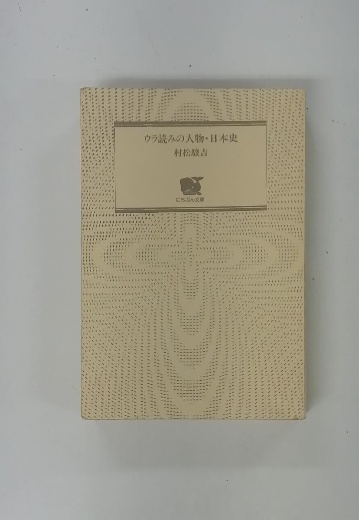 ウラ読みの人物・日本史
村松駿吉
にちぶん文庫